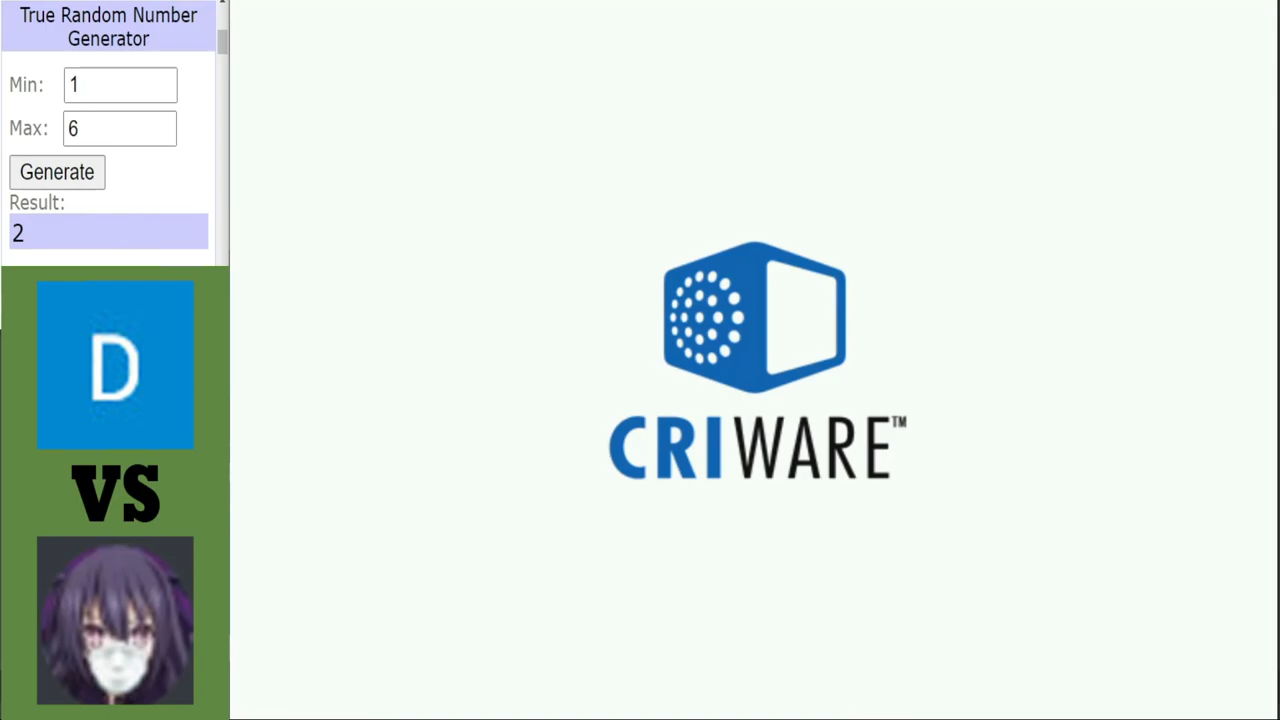 True Random Number
Generator
Min: 1
Max: 6
Generate
Result:
2
D
VS
CRIWARE™